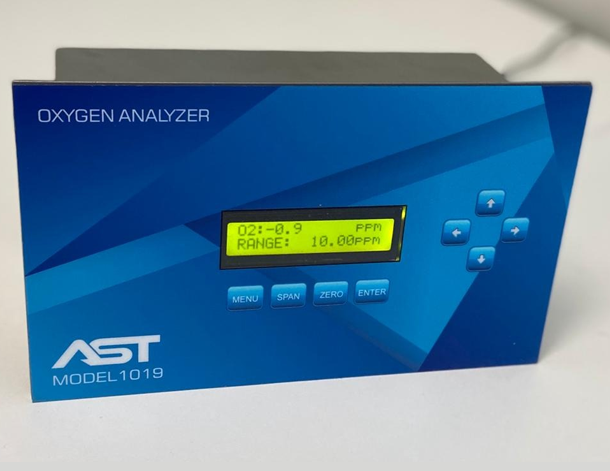 OXYGEN ANALYZER
O2:-0.9 PPM
RANGE: 10.00PPM
MENU SPAN ZERO ENTER
AST
MODEL1019